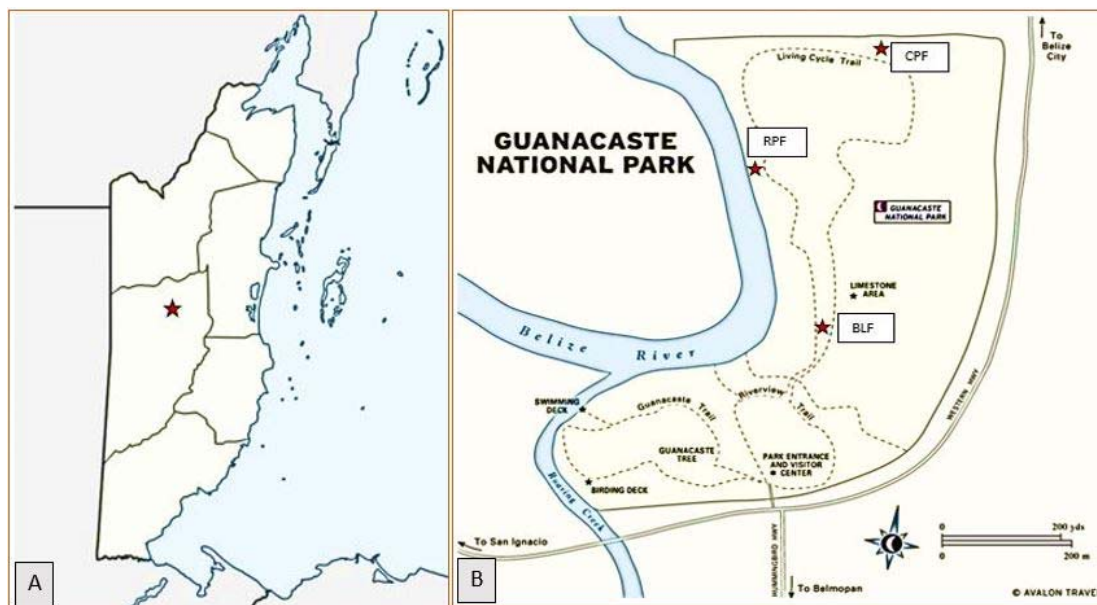 A
GUANACASTE
NATIONAL PARK
Living Cycle Trail
CPF
To
Belize
City
RPF
GUANACASTE
NATIONAL PARK
LIMESTONE
AREA
BLF
Belize River
SWIMMING
DECK
Guanacaste Trail
Riverview Trail
GUANACASTE
TREE
PARK ENTRANCE
AND VISITOR
CENTER
BIRDING DECK
Roaring Creek
WESTERN HWY
To San Ignacio
HUMMINGBIRD HWY
To Belmopan
0 200 yds
0 200 m
B
© AVALON TRAVEL